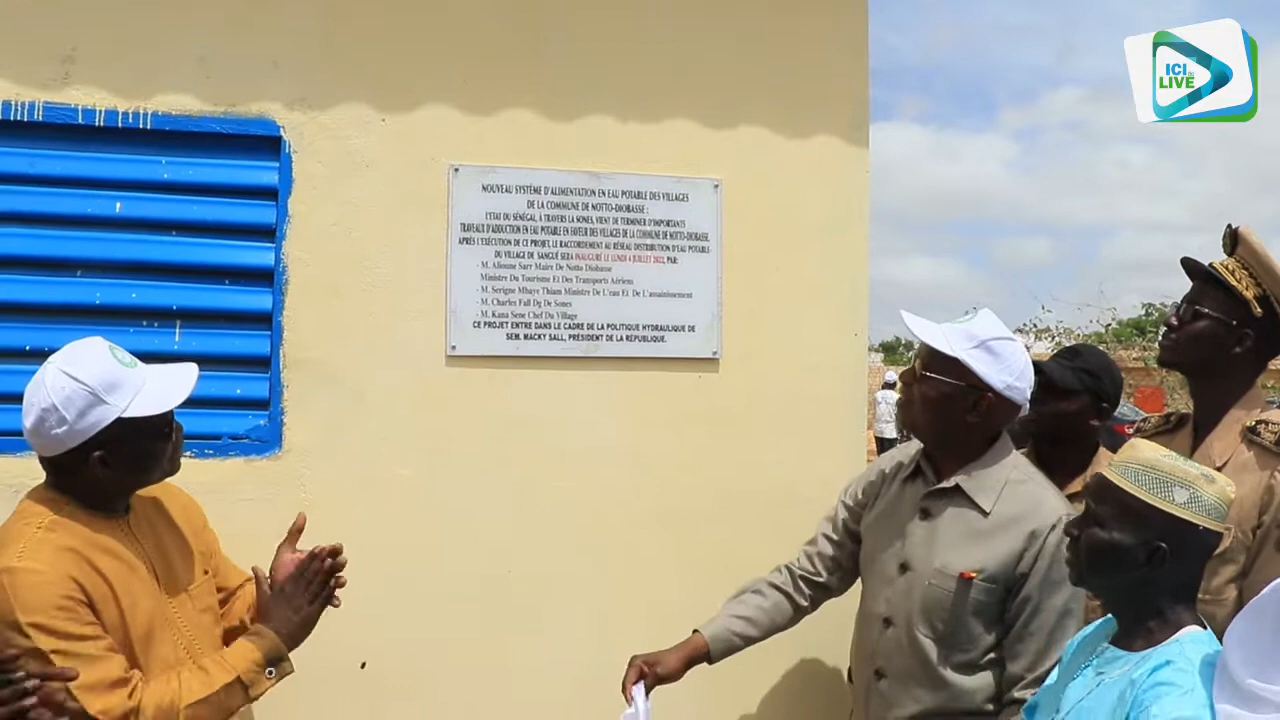 ICI
LIVE
NOUVEAU SYSTÈME D'ALIMENTATION EN EAU POTABLE DES VILLAGES
DE LA COMMUNE DE NOTTO-DIOBASSE ;
L'ETAT DU SÉNÉGAL, À TRAVERS LA SONES, VIENT DE TERMINER D'IMPORTANTS
TRAVAUX D'ADDUCTION EN EAU POTABLE EN FAVEUR DES VILLAGES DE LA COMMUNE DE NOTTO-DIOBASSE.
APRÈS L'EXÉCUTION DE CE PROJET, LE RACCORDEMENT AU RÉSEAU DISTRIBUTION D'EAU POTABLE-
DU VILLAGE DE SANGUÉ SERA INAUGURÉ LE LUNDI 4 JUILLET 2022, PAR:
- M. Alioune Sarr Maire De Notto Diobasse
Ministre Du Tourisme Et Des Transports Aériens
- M. Serigne Mbaye Thiam Ministre De L'eau Et De L'assainissement
- M. Charles Fall Dg De Sones
- M. Kana Sene Chef Du Village
CE PROJET ENTRE DANS LE CADRE DE LA POLITIQUE HYDRAULIQUE DE
SEM. MACKY SALL, PRÉSIDENT DE LA RÉPUBLIQUE.